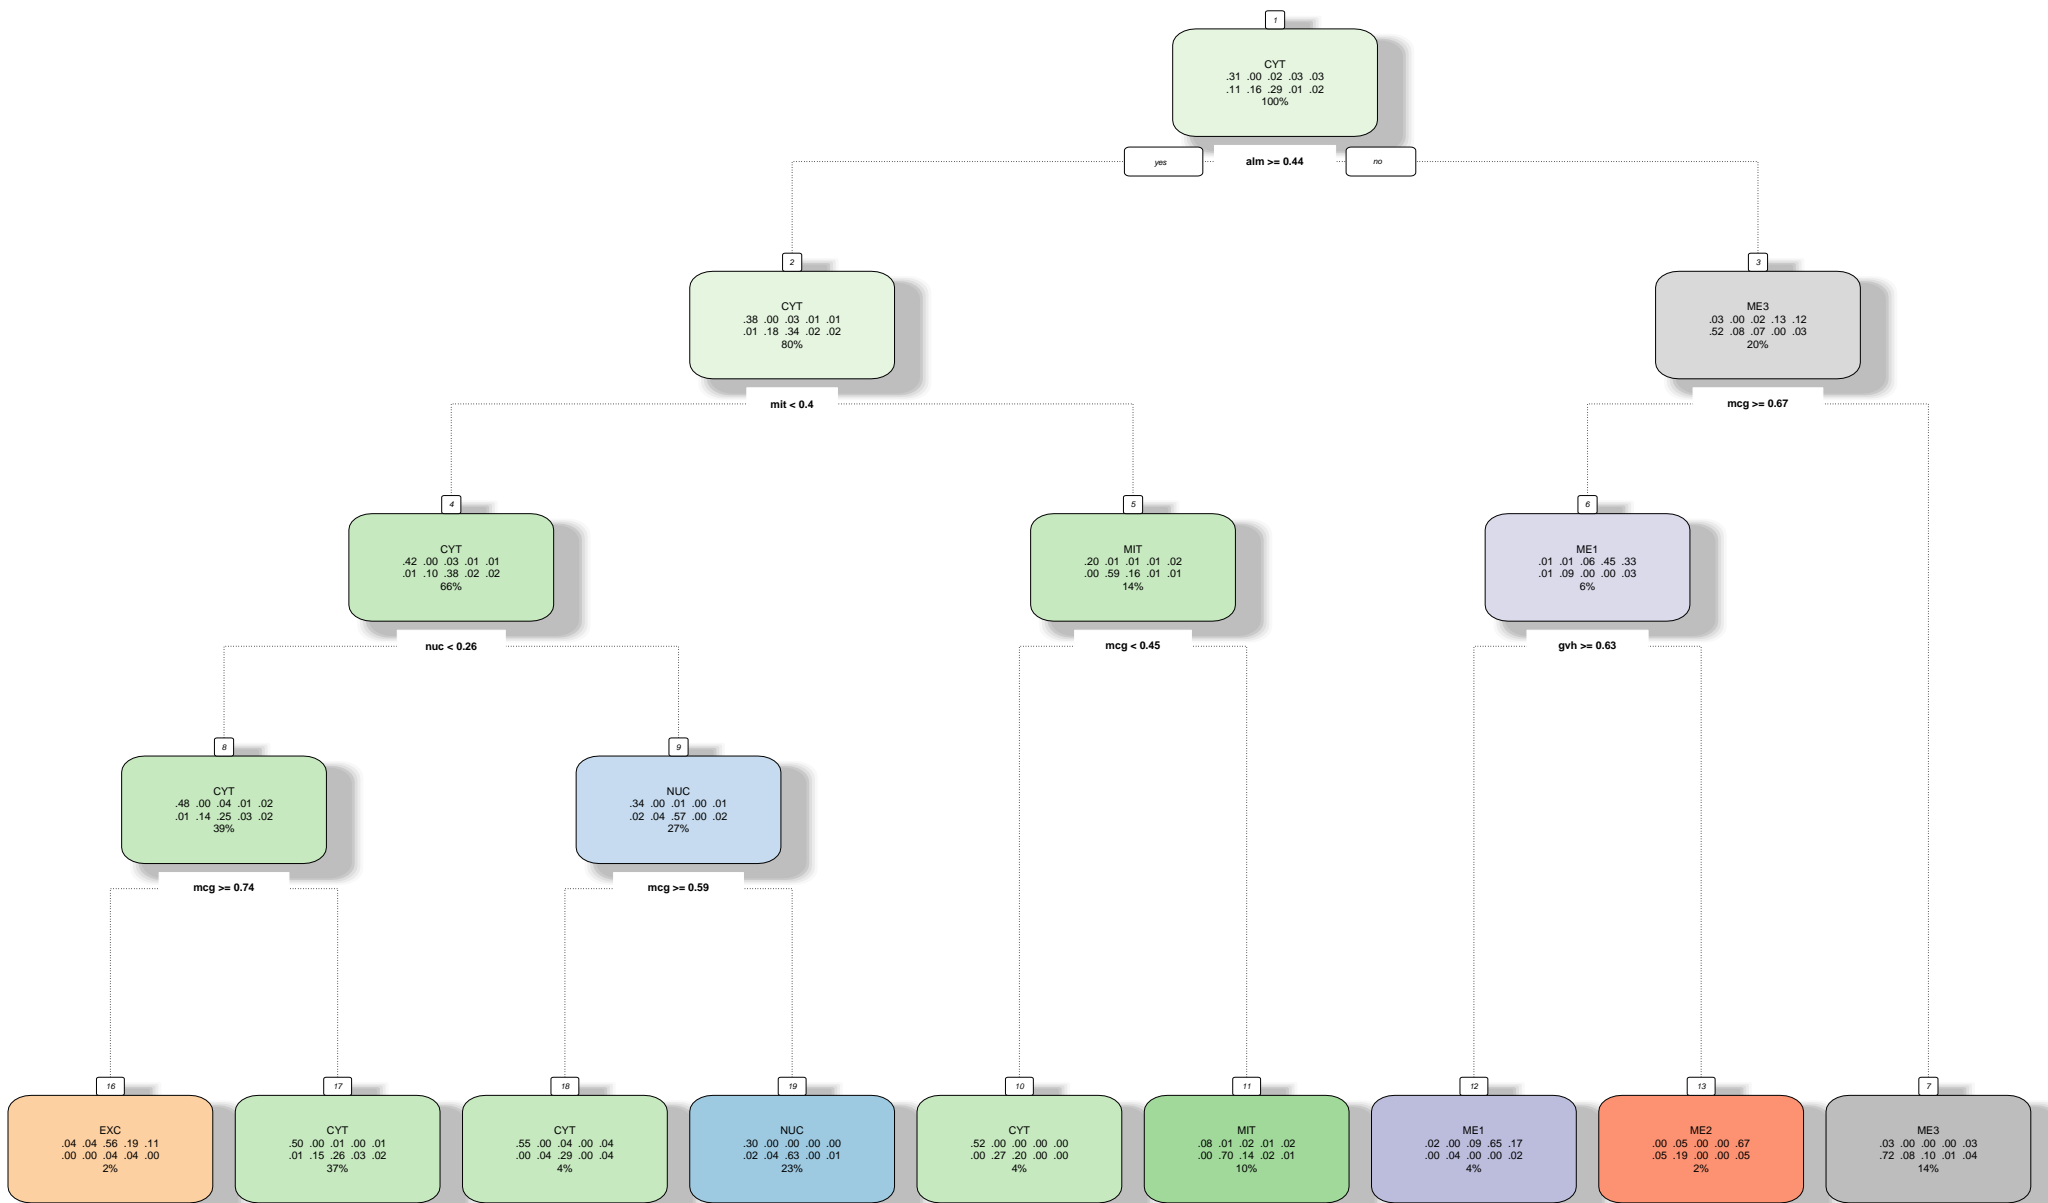 1
CYT
.31 .00 .02 .03 .03
.11 .16 .29 .01 .02
100%
yes
alm >= 0.44
no
2
CYT
.38 .00 .03 .01 .01
.01 .18 .34 .02 .02
80%
3
ME3
.03 .00 .02 .13 .12
.52 .08 .07 .00 .03
20%
mit < 0.4
mcg >= 0.67
4
CYT
.42 .00 .03 .01 .01
.01 .10 .38 .02 .02
66%
5
MIT
.20 .01 .01 .01 .02
.00 .59 .16 .01 .01
14%
6
ME1
.01 .01 .06 .45 .33
.01 .09 .00 .00 .03
6%
nuc < 0.26
mcg < 0.45
gvh >= 0.63
8
CYT
.48 .00 .04 .01 .02
.01 .14 .25 .03 .02
39%
9
NUC
.34 .00 .01 .00 .01
.02 .04 .57 .00 .02
27%
mcg >= 0.74
mcg >= 0.59
16
EXC
.04 .04 .56 .19 .11
.00 .00 .04 .04 .00
2%
17
CYT
.50 .00 .01 .00 .01
.01 .15 .26 .03 .02
37%
18
CYT
.55 .00 .04 .00 .04
.00 .04 .29 .00 .04
4%
19
NUC
.30 .00 .00 .00 .00
.02 .04 .63 .00 .01
23%
10
CYT
.52 .00 .00 .00 .00
.00 .27 .20 .00 .00
4%
11
MIT
.08 .01 .02 .01 .02
.00 .70 .14 .02 .01
10%
12
ME1
.02 .00 .09 .65 .17
.00 .04 .00 .00 .02
4%
13
ME2
.00 .05 .00 .00 .67
.05 .19 .00 .00 .05
2%
7
ME3
.03 .00 .00 .00 .03
.72 .08 .10 .01 .04
14%